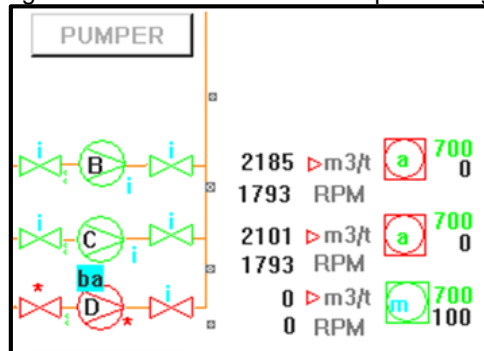 PUMPER
i i
B
i
2185 m3/t a 700
0
1793 RPM
i i
C
i
2101 m3/t a 700
0
1793 RPM
ba
i
* D *
0 m3/t m 700
100
0 RPM